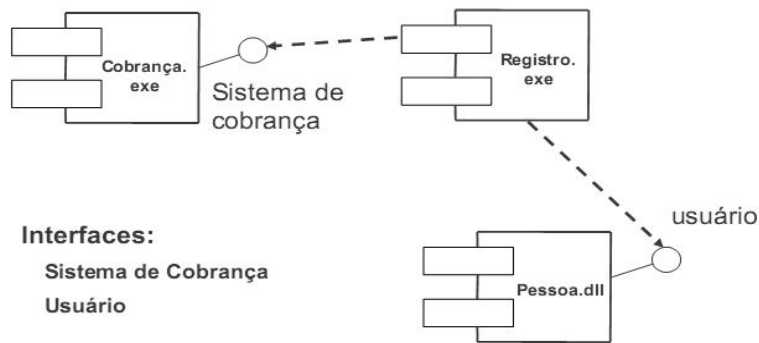 Cobrança.
exe
Sistema de
cobrança
Registro.
exe
usuário
Pessoa.dll
Interfaces:
Sistema de Cobrança
Usuário